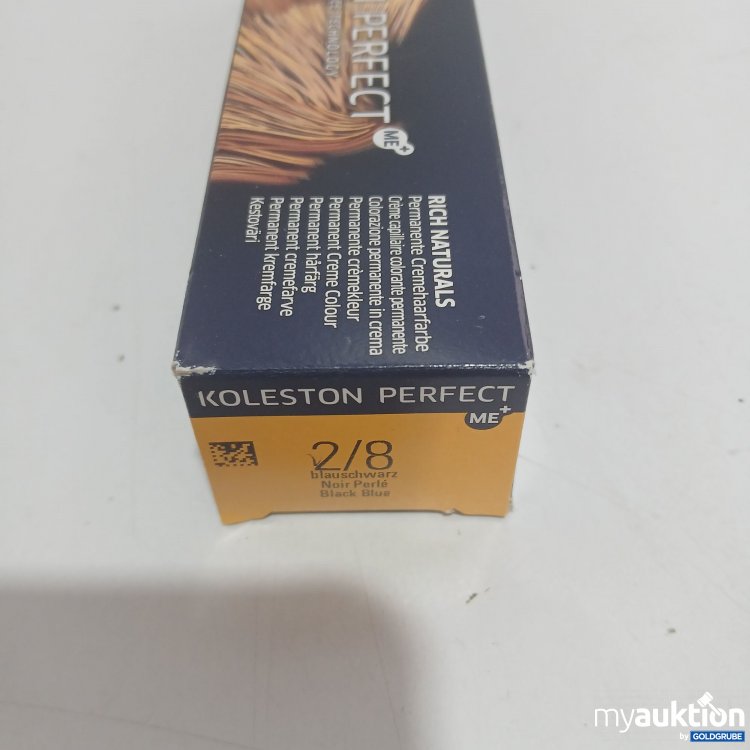 PERFECT
ME+
TECHNOLOGY
RICH NATURALS
Permanente Cremehaarfarbe
Crème capillaire colorante permanente
Colorazione permanente in crema
Permanente crèmekleur
Permanent Creme Colour
Permanent hårfärg
Permanent cremefarve
Permanent kremfarge
Kestoväri
KOLESTON PERFECT
ME+
2/8
blauschwarz
Noir Perlé
Black Blue
myauktion
by GOLDGRUBE